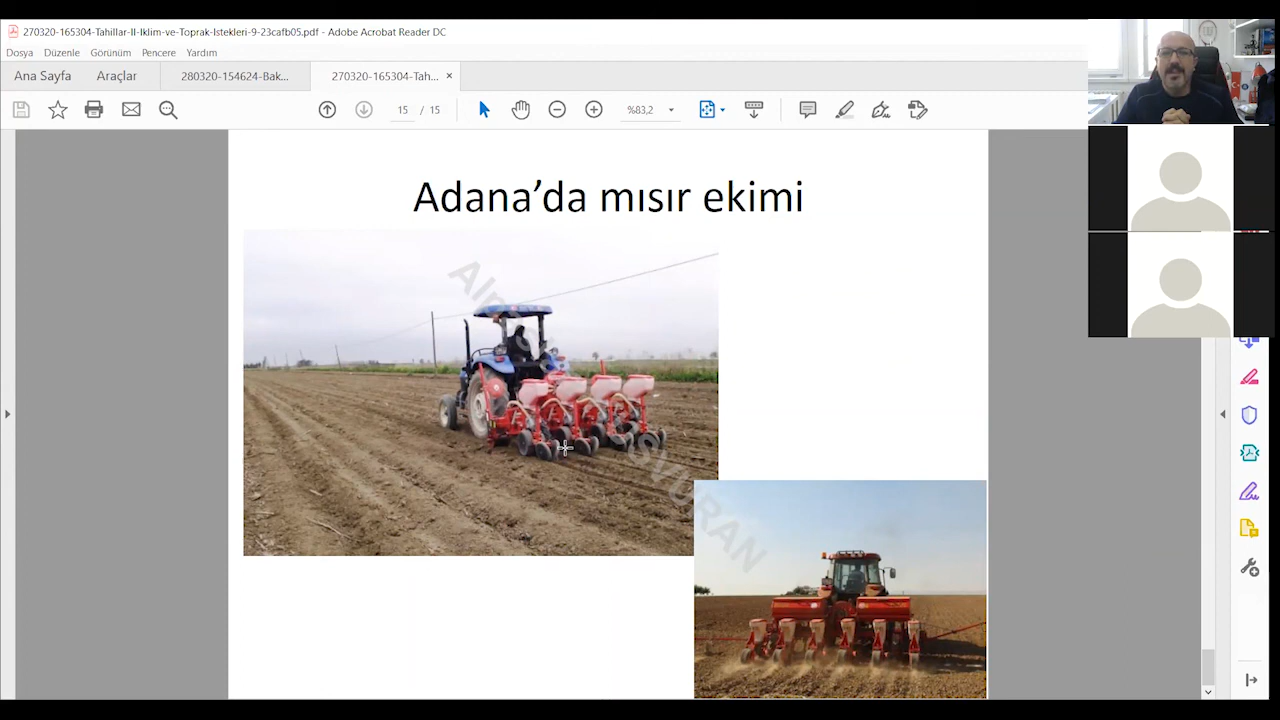 270320-165304-Tahillar-II-Iklim-ve-Toprak-Istekleri-9-23cafb05.pdf - Adobe Acrobat Reader DC
Dosya Düzenle Görünüm Pencere Yardım
Ana Sayfa Araçlar 280320-154624-Bak... 270320-165304-Tah... ×
15 / 15 %83,2
Adana’da mısır ekimi